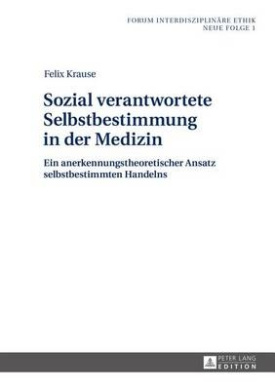 FORUM INTERDISZIPLINÄRE ETHIK
NEUE FOLGE 1
Felix Krause
Sozial verantwortete
Selbstbestimmung
in der Medizin
Ein anerkennungstheoretischer Ansatz
selbstbestimmten Handelns
PETER LANG
EDITION